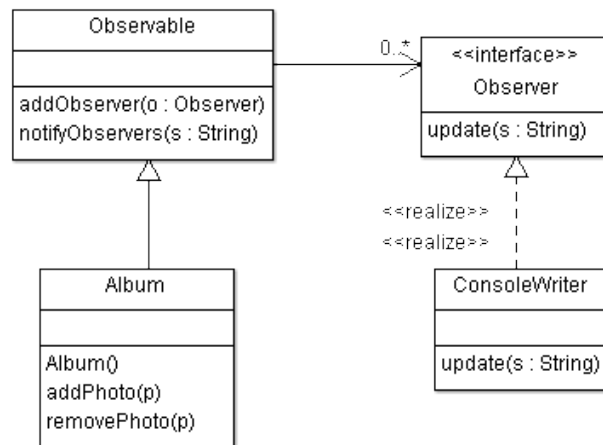 Observable
addObserver(o : Observer)
notifyObservers(s : String)
0..*
<<interface>>
Observer
update(s : String)
<<realize>>
<<realize>>
Album
Album()
addPhoto(p)
removePhoto(p)
ConsoleWriter
update(s : String)